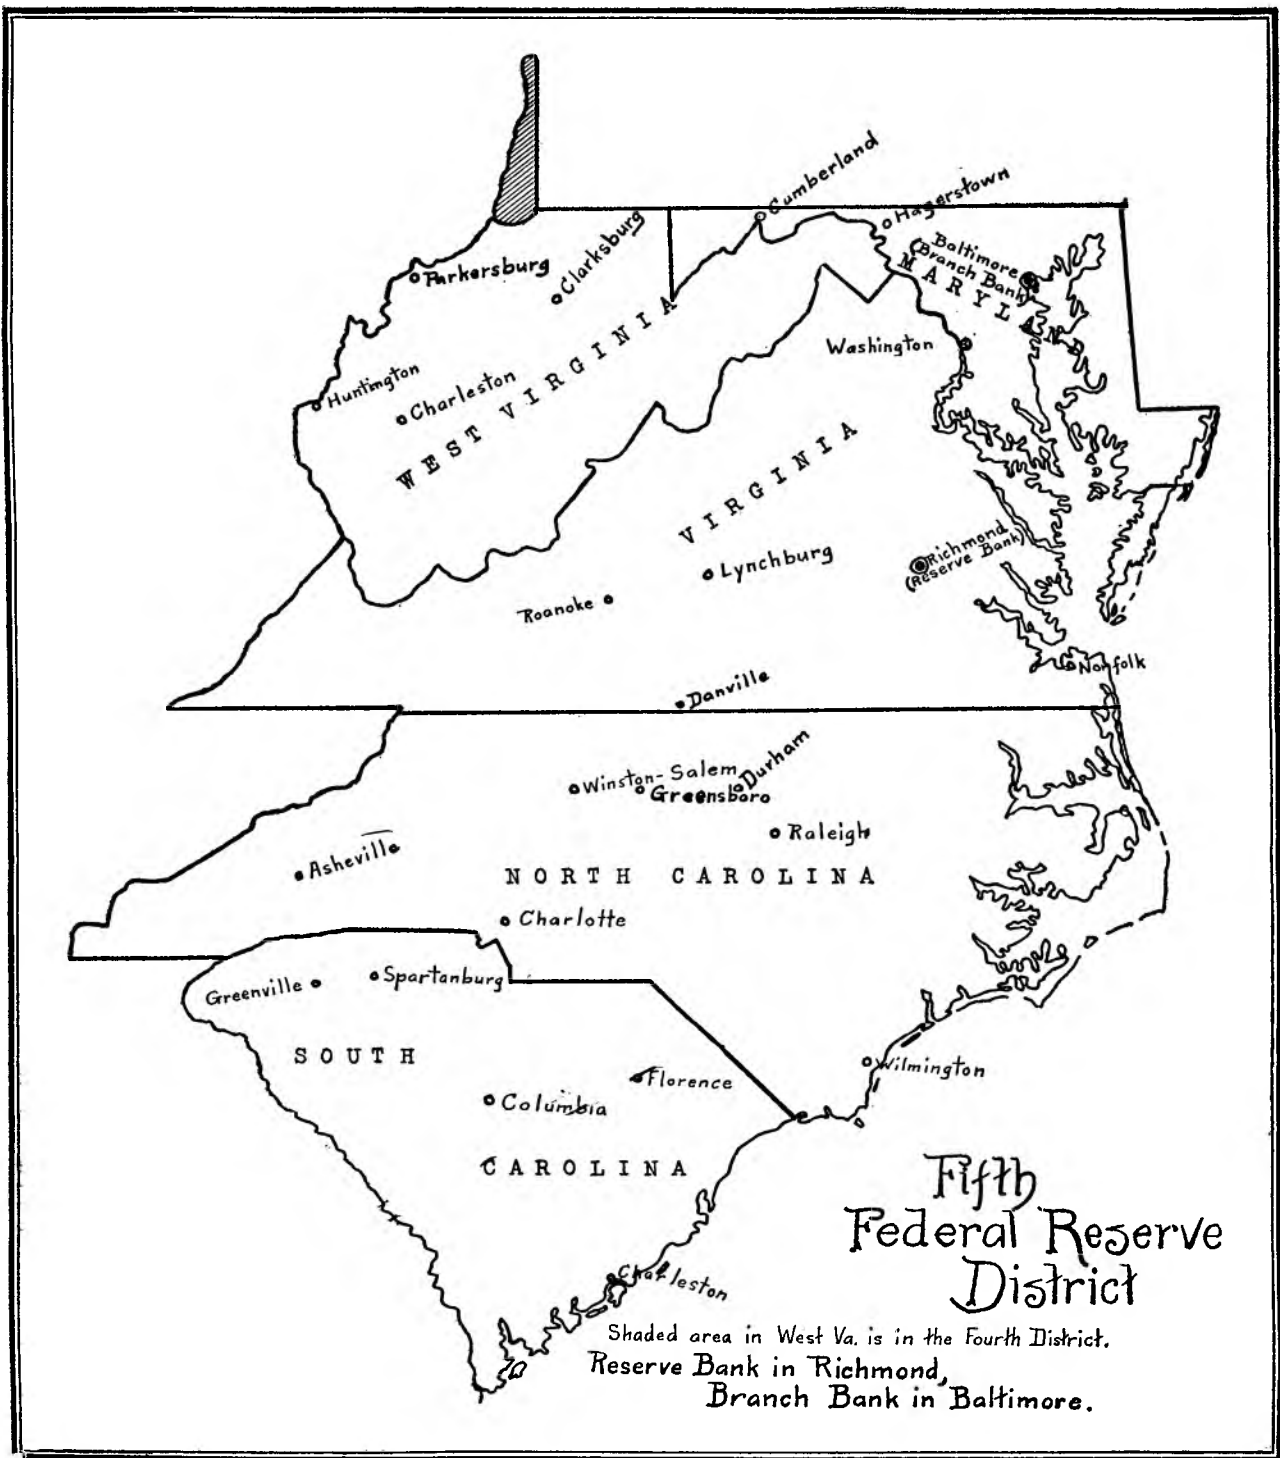 Cumberland
Hagerstown
Clarksburg
Baltimore
(Branch Bank)
Parkersburg
MARYLAND
Washington
Huntington
Charleston
WEST VIRGINIA
VIRGINIA
Richmond
(Reserve Bank)
Lynchburg
Roanoke
Norfolk
Danville
Durham
Winston-Salem
Greensboro
Raleigh
Asheville
NORTH CAROLINA
Charlotte
Spartanburg
Greenville
SOUTH
Wilmington
Florence
Columbia
CAROLINA
Charleston
Fifth
Federal Reserve
District
Shaded area in West Va. is in the Fourth District.
Reserve Bank in Richmond,
Branch Bank in Baltimore.